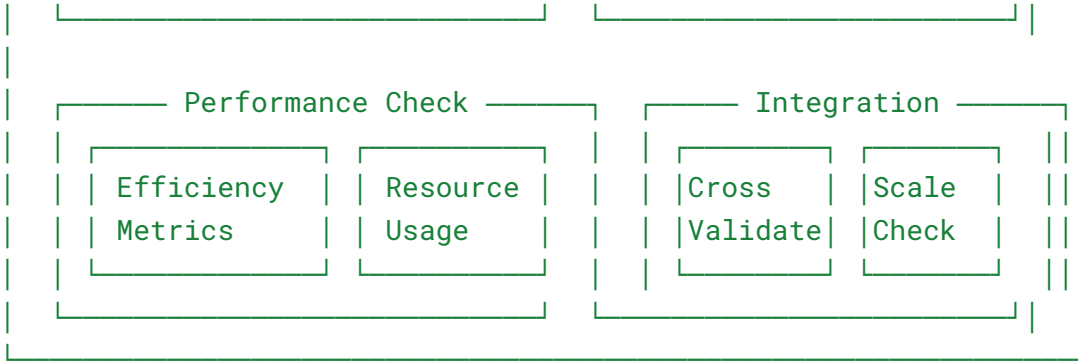 Performance Check Integration
Efficiency Resource Cross Scale
Metrics Usage Validate Check